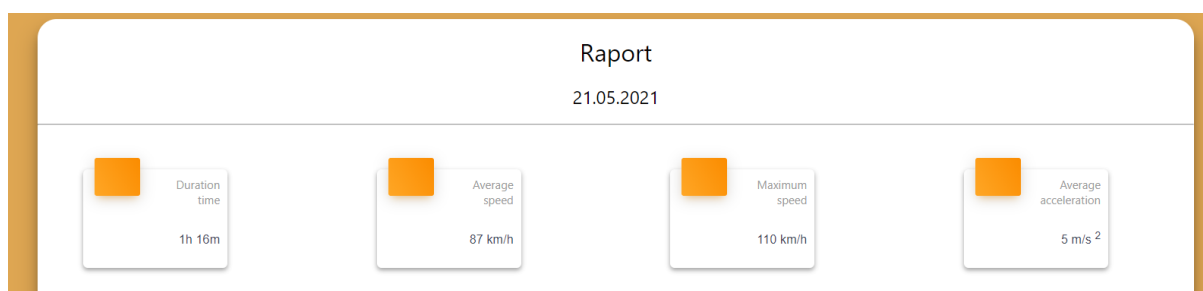 Raport
21.05.2021
Duration
time
1h 16m
Average
speed
87 km/h
Maximum
speed
110 km/h
Average
acceleration
5 m/s 2